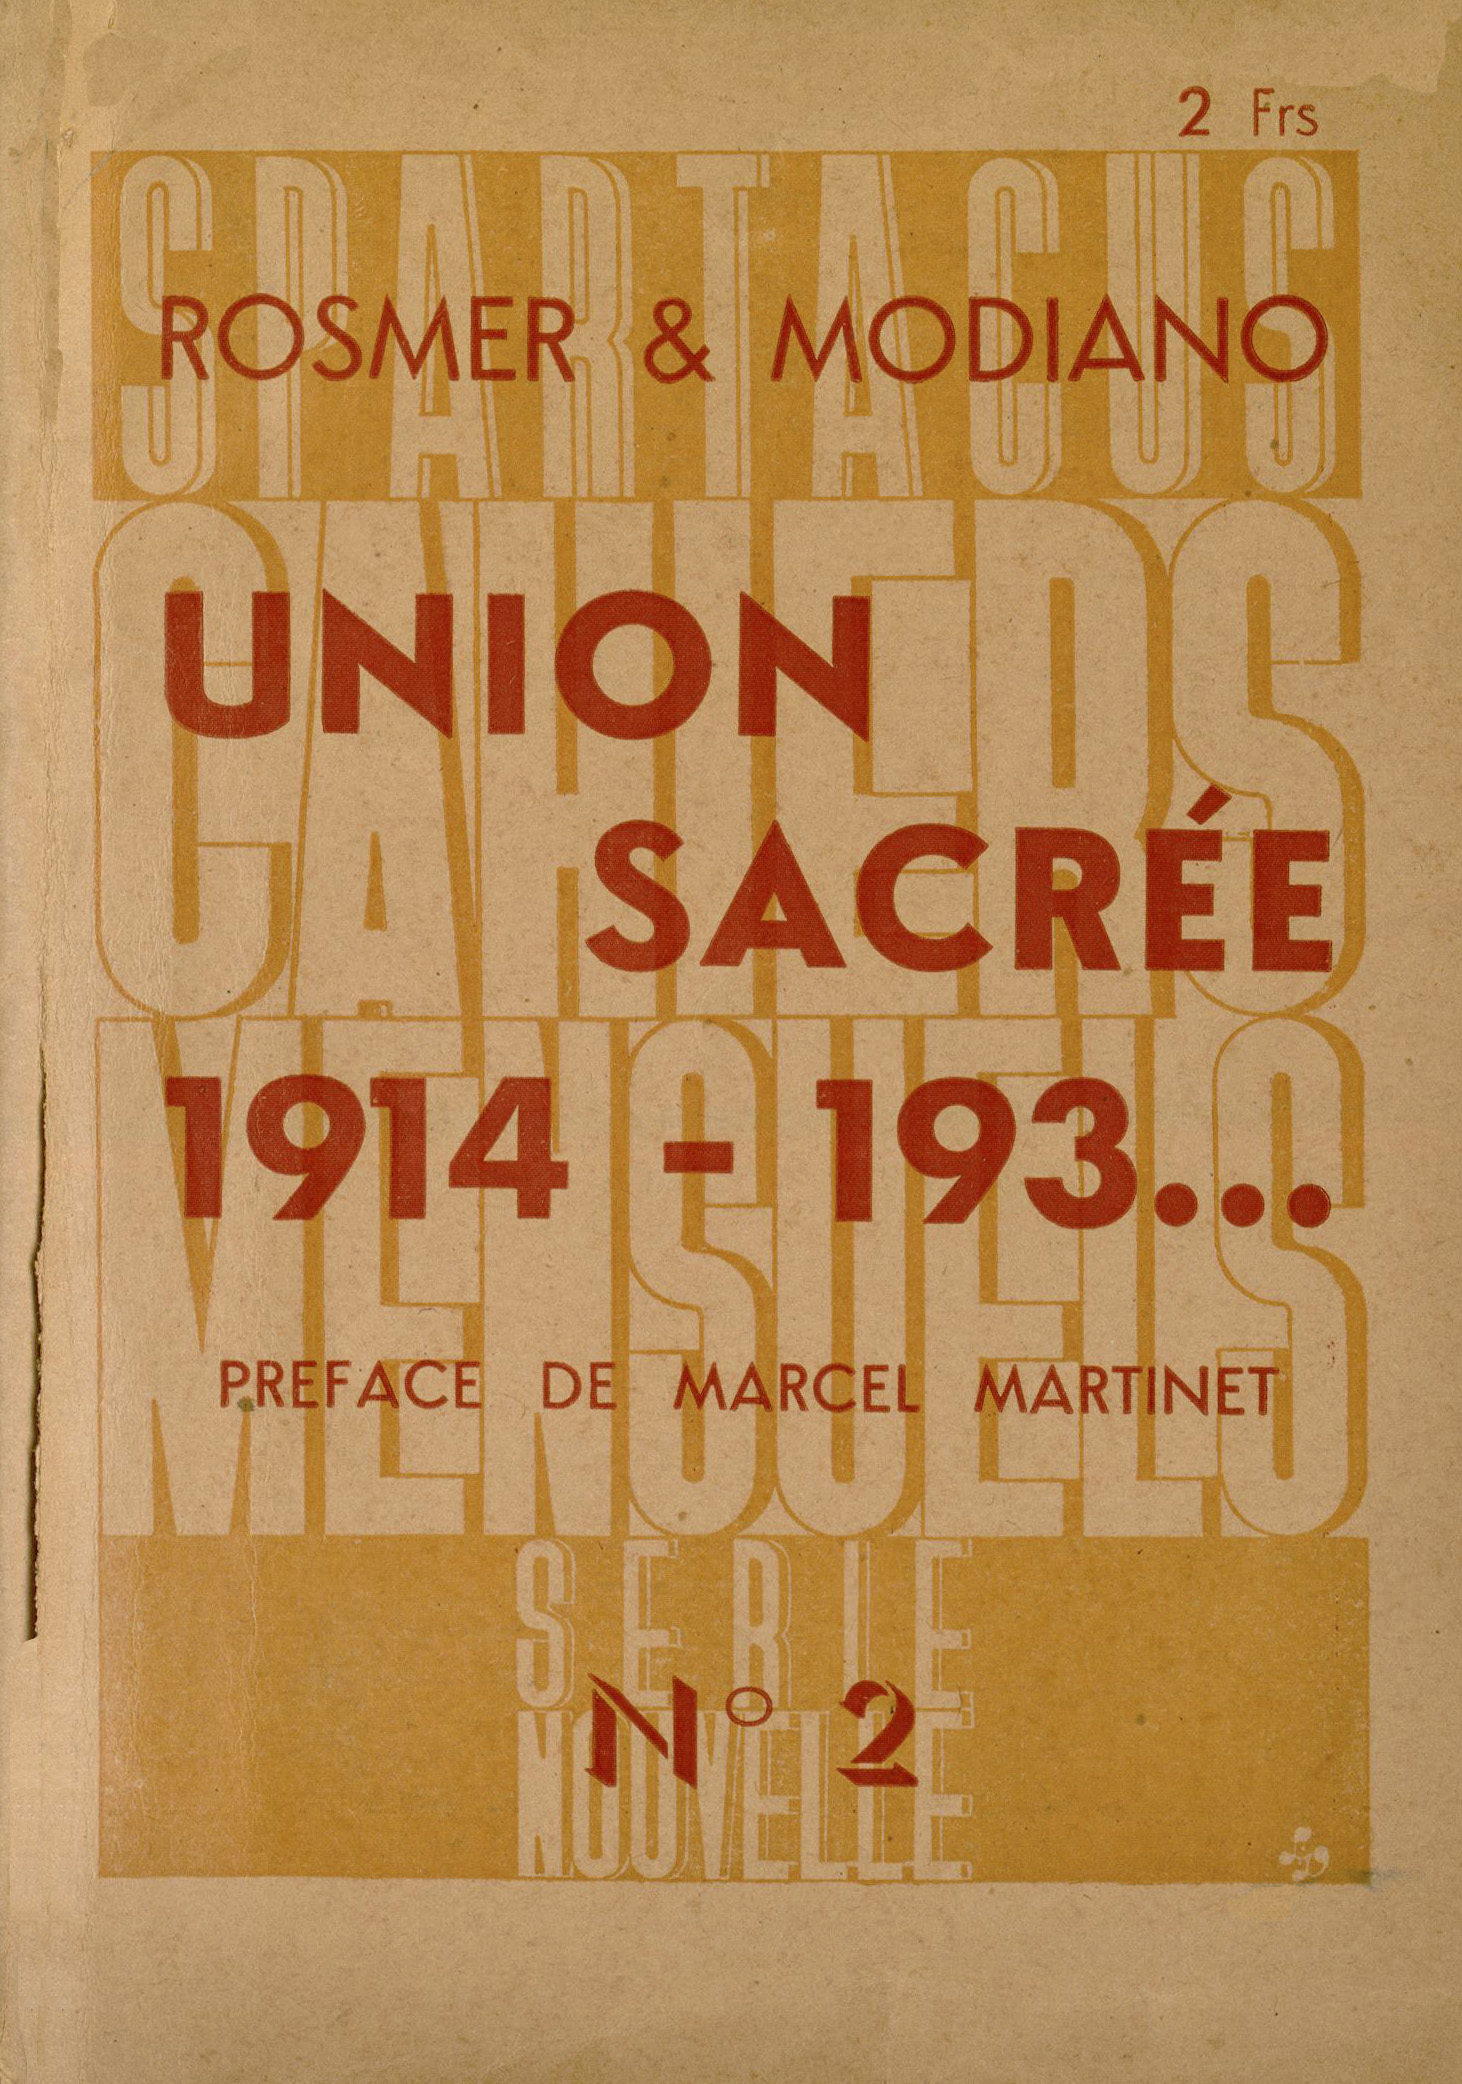 2 Frs
SPARTACUS
ROSMER & MODIANO
CAHIERS
UNION
SACRÉE
MENSUELS
1914 - 193...
PREFACE DE MARCEL MARTINET
SERIE
N° 2
NOUVELLE